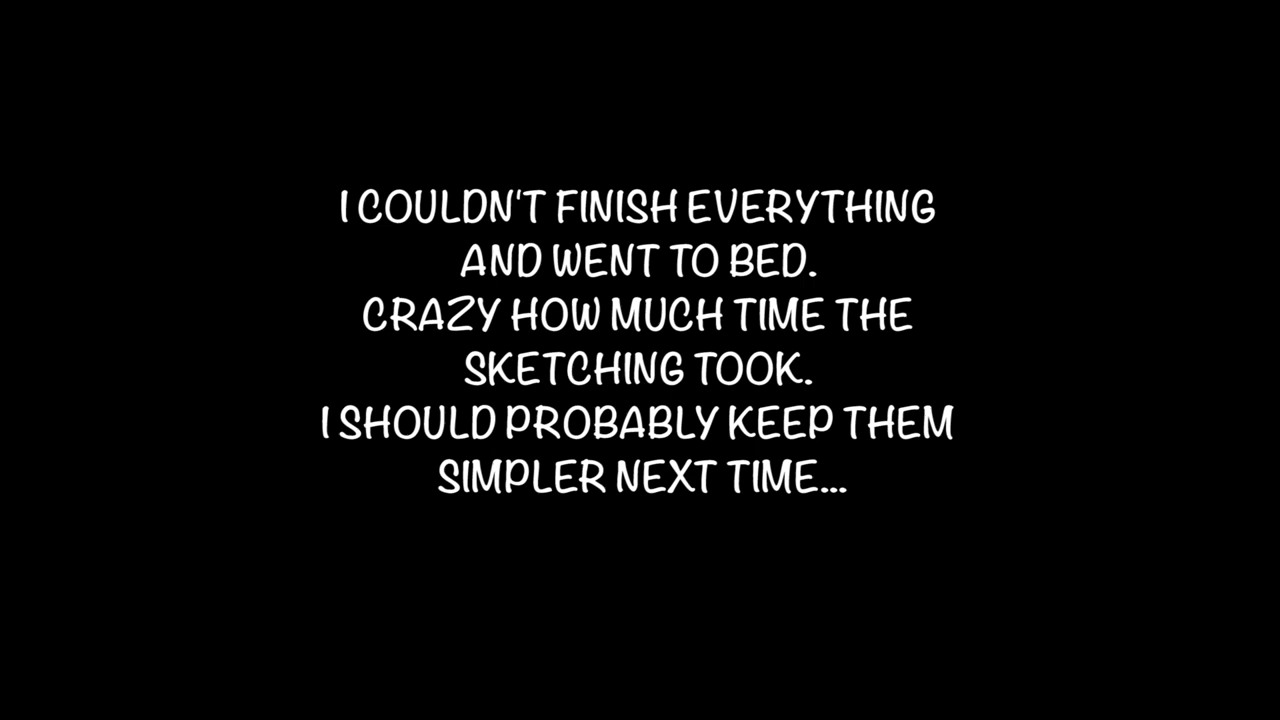 I COULDN'T FINISH EVERYTHING
AND WENT TO BED.
CRAZY HOW MUCH TIME THE
SKETCHING TOOK.
I SHOULD PROBABLY KEEP THEM
SIMPLER NEXT TIME...